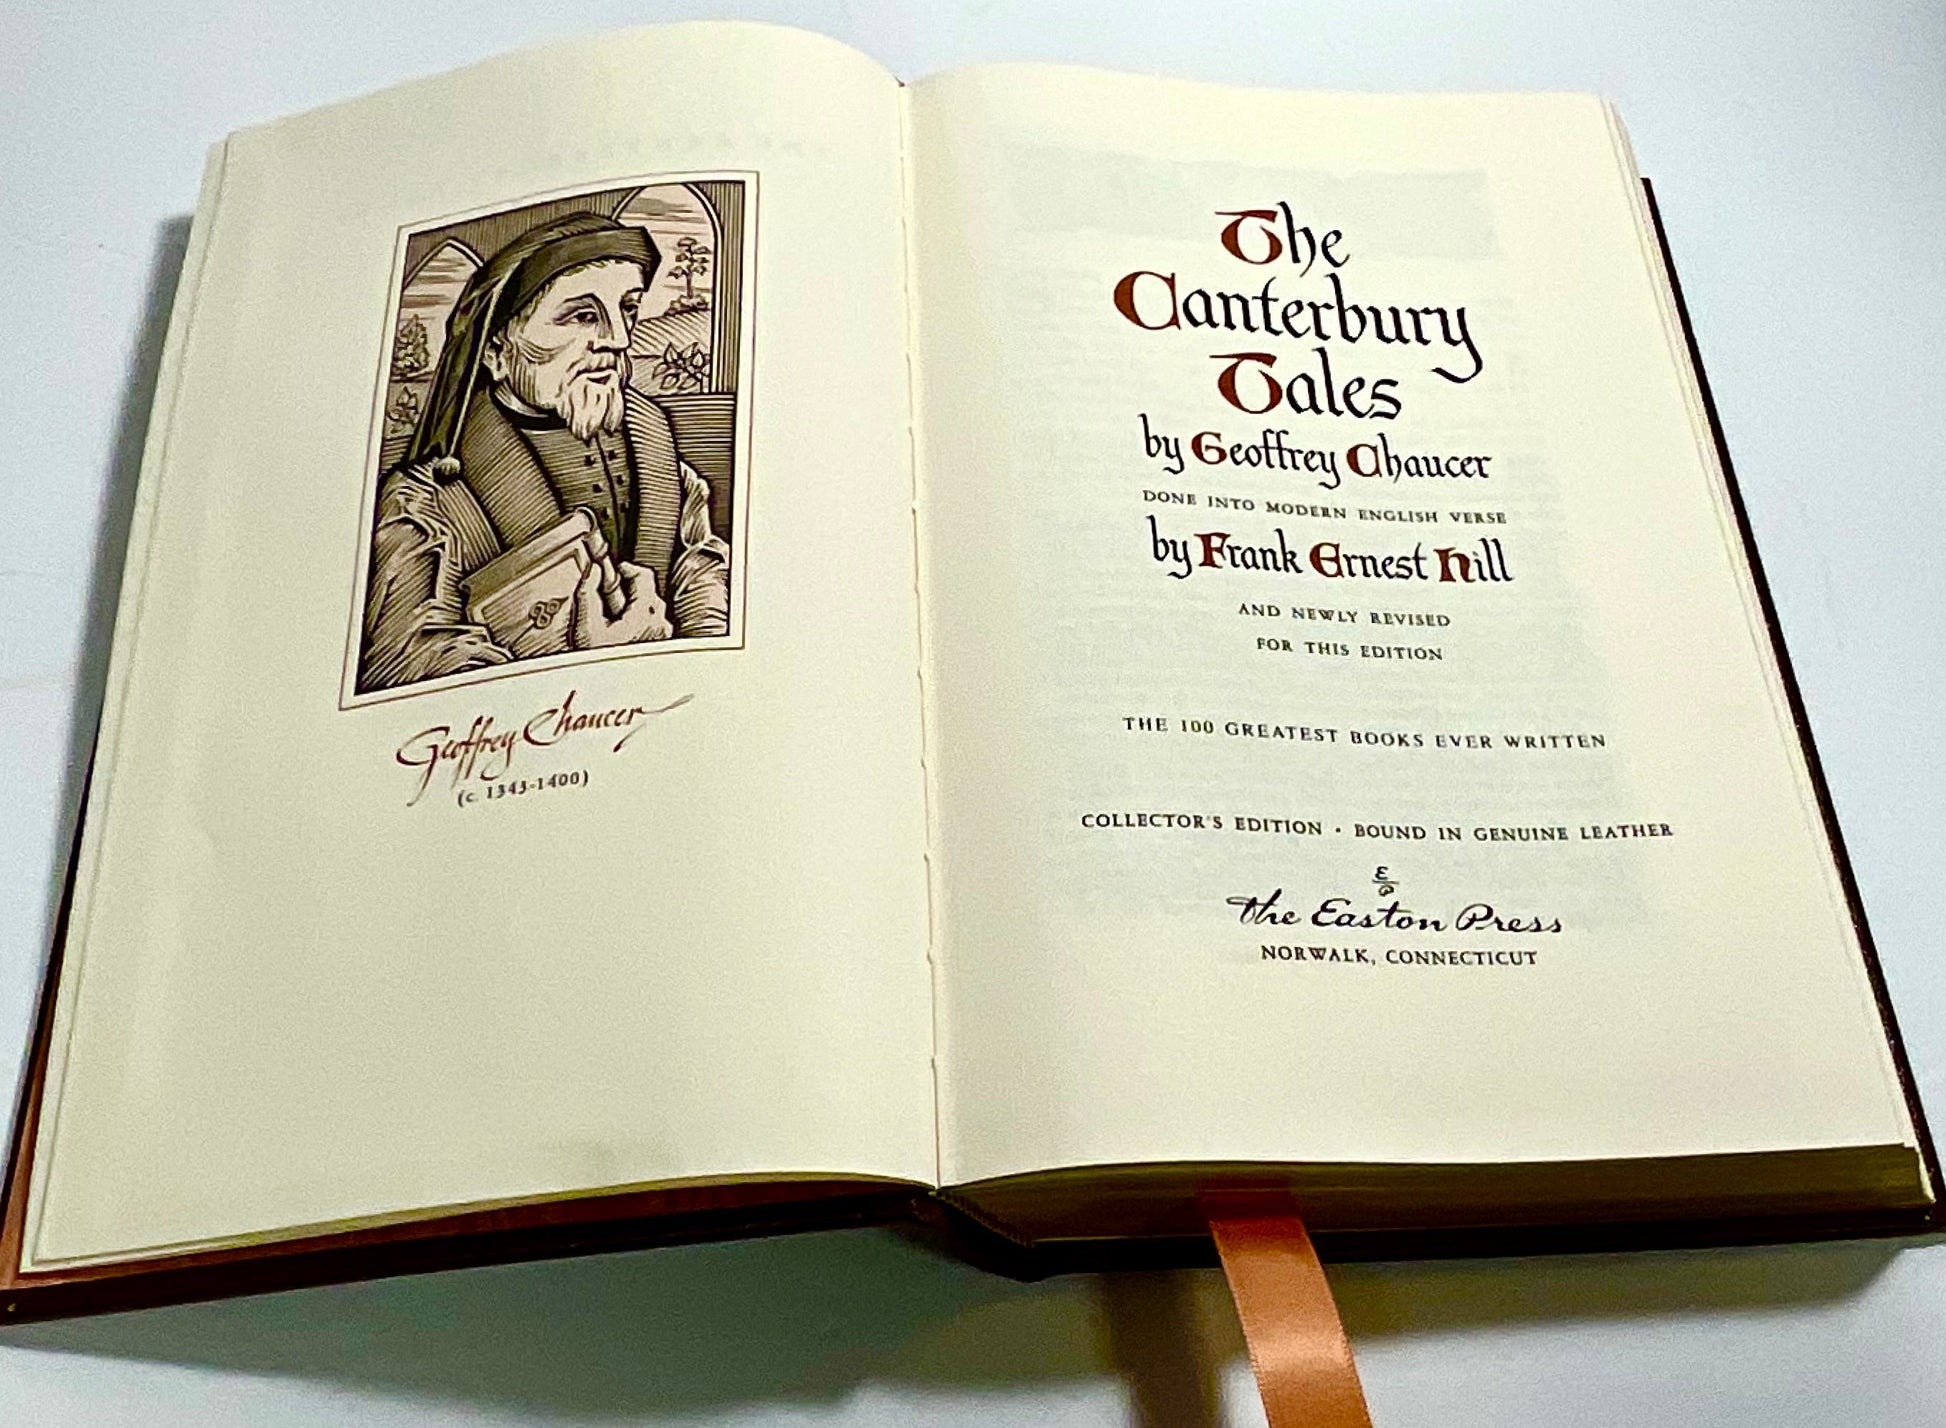 Geoffrey Chaucer
(c. 1343-1400)
The
Canterbury
Tales
by Geoffrey Chaucer
DONE INTO MODERN ENGLISH VERSE
by Frank Ernest Hill
AND NEWLY REVISED
FOR THIS EDITION
THE 100 GREATEST BOOKS EVER WRITTEN
COLLECTOR'S EDITION · BOUND IN GENUINE LEATHER
E
P
the Easton Press
NORWALK, CONNECTICUT